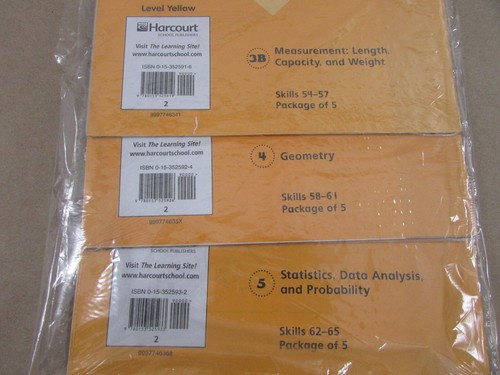 Level Yellow
Harcourt
SCHOOL PUBLISHERS
Visit The Learning Site!
www.harcourtschool.com
ISBN 0-15-352591-6
2
3B Measurement: Length,
Capacity, and Weight
Skills 54–57
Package of 5
Visit The Learning Site!
www.harcourtschool.com
ISBN 0-15-352592-4
2
4 Geometry
Skills 58–61
Package of 5
SCHOOL PUBLISHERS
Visit The Learning Site!
www.harcourtschool.com
ISBN 0-15-352593-2
2
5 Statistics, Data Analysis,
and Probability
Skills 62–65
Package of 5